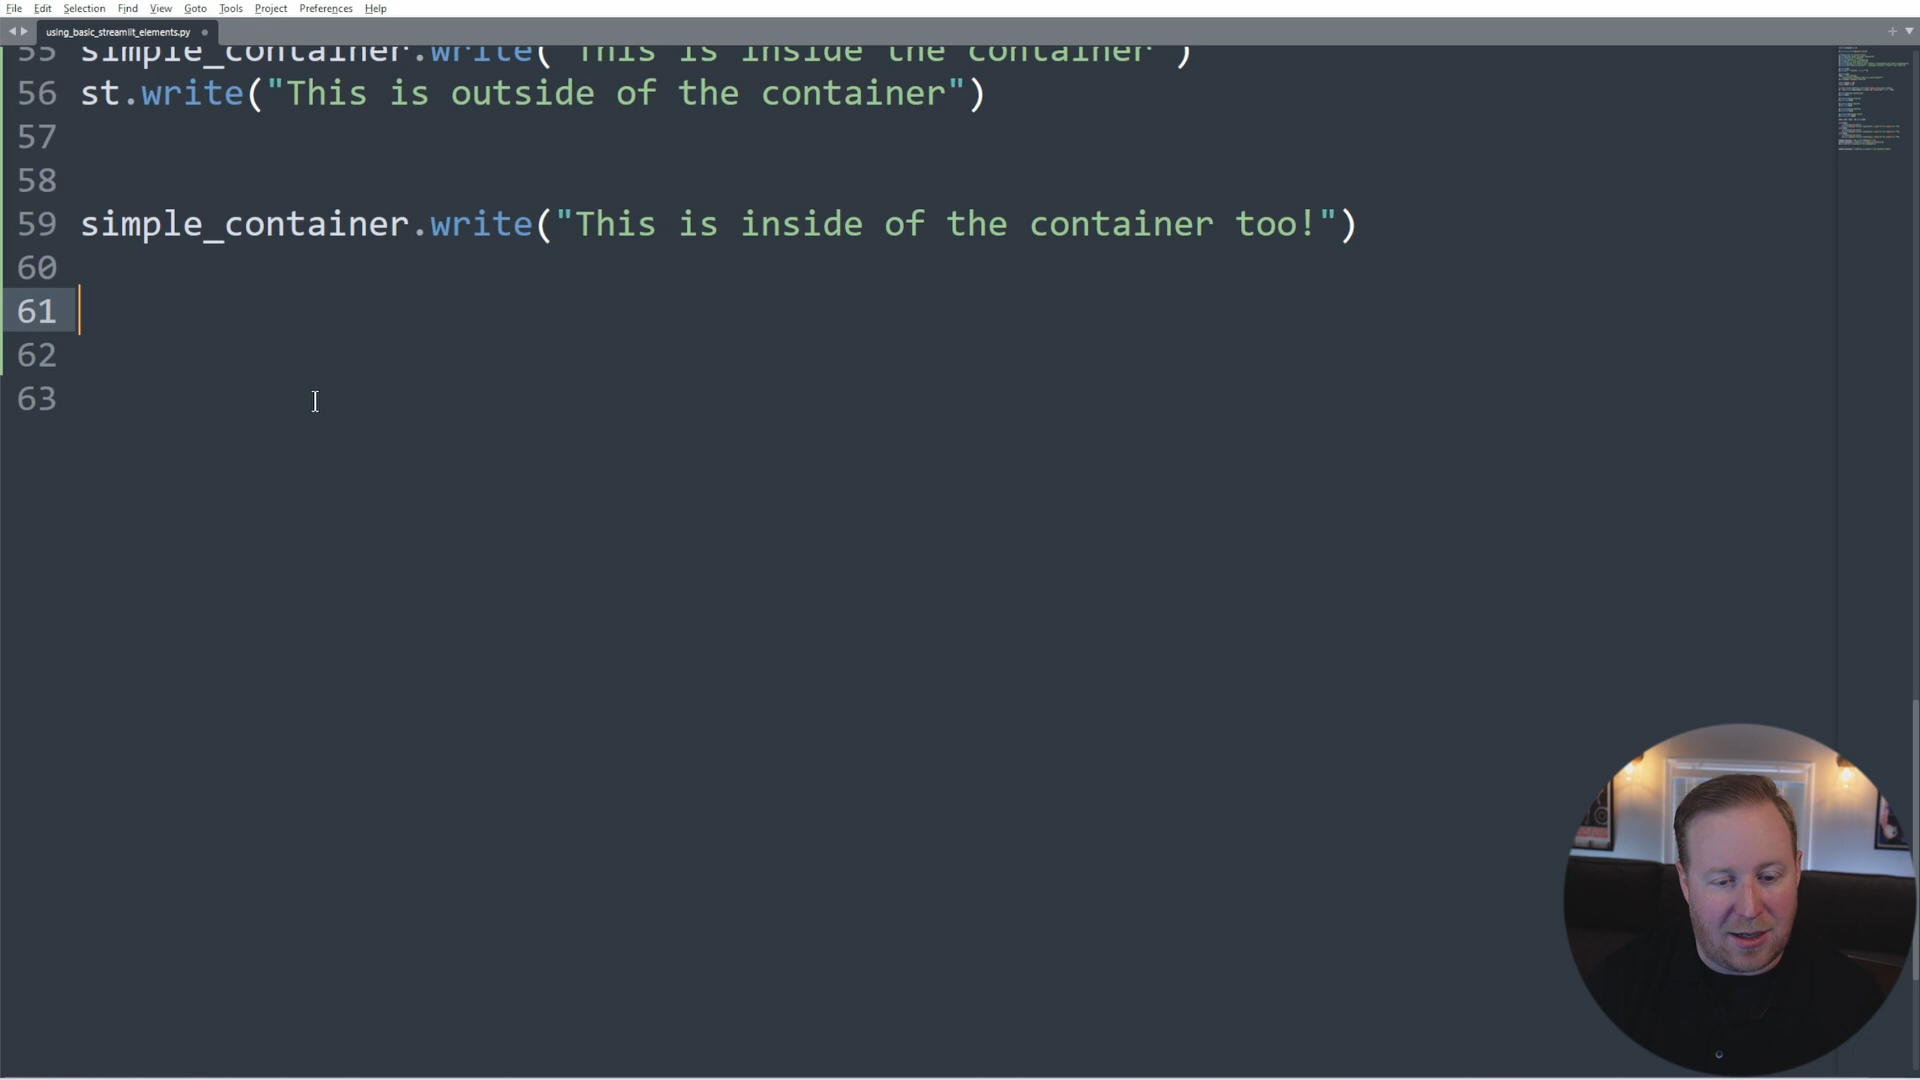 File Edit Selection Find View Goto Tools Project Preferences Help
using_basic_streamlit_elements.py
55 simple_container.write("This is inside the container")
56 st.write("This is outside of the container")
57
58
59 simple_container.write("This is inside of the container too!")
60
61
62
63